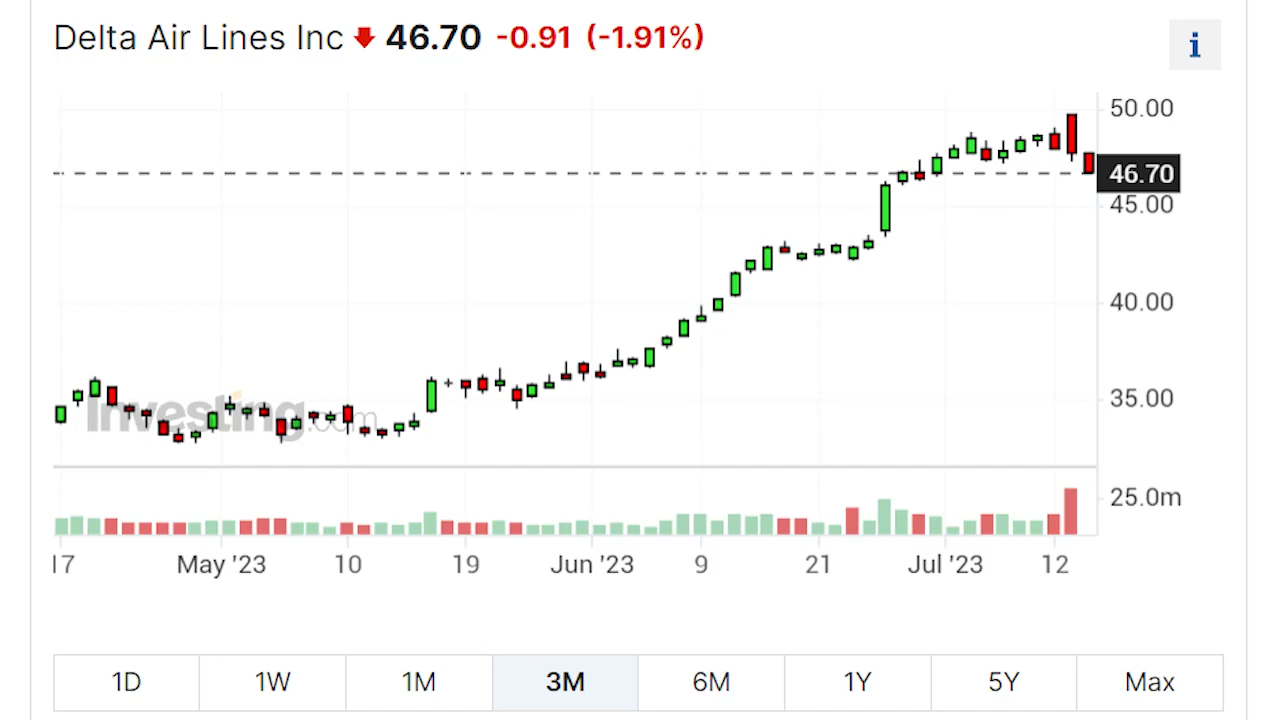 Delta Air Lines Inc 46.70 -0.91 (-1.91%)
i
50.00
46.70
45.00
40.00
35.00
Investing.com
25.0m
17 May '23 10 19 Jun '23 9 21 Jul '23 12
1D 1W 1M 3M 6M 1Y 5Y Max